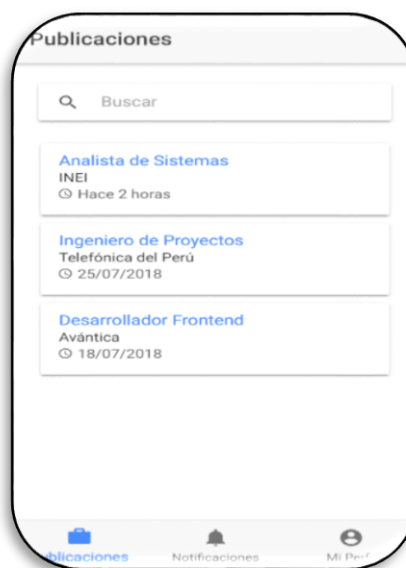 Publicaciones
Buscar
Analista de Sistemas
INEI
Hace 2 horas
Ingeniero de Proyectos
Telefónica del Perú
25/07/2018
Desarrollador Frontend
Avántica
18/07/2018
Publicaciones
Notificaciones
Mi Perf